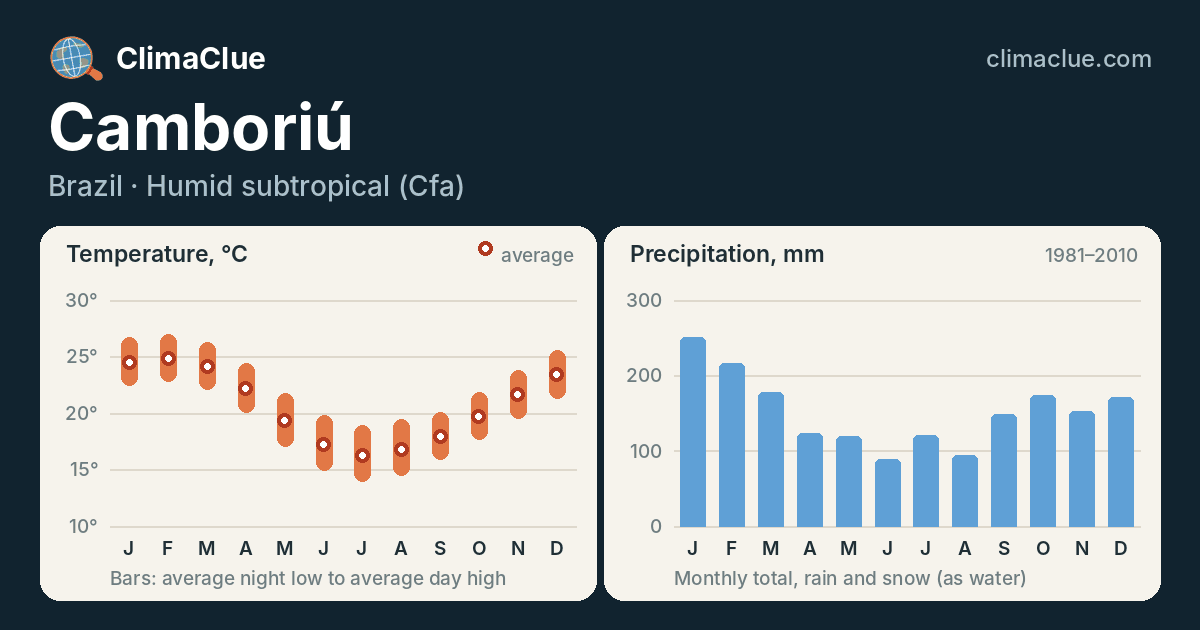 ClimaClue
climaclue.com
Camboriú
Brazil · Humid subtropical (Cfa)
Temperature, °C
average
30°
25°
20°
15°
10°
J F M A M J J A S O N D
Bars: average night low to average day high
Precipitation, mm
1981–2010
300
200
100
0
J F M A M J J A S O N D
Monthly total, rain and snow (as water)